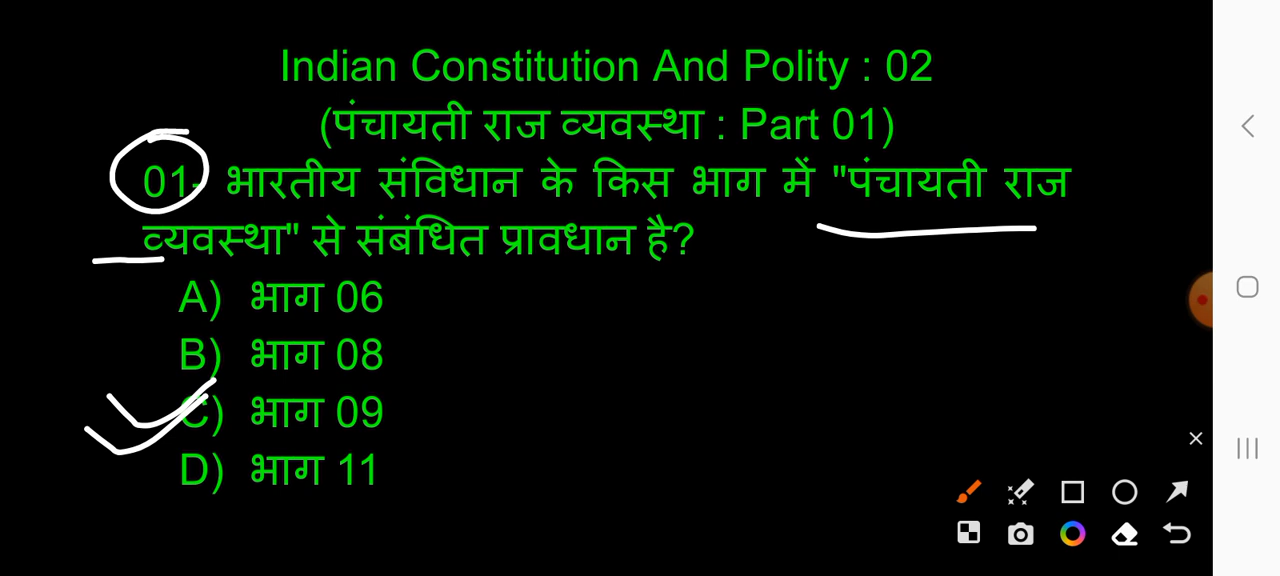 Indian Constitution And Polity : 02
(पंचायती राज व्यवस्था : Part 01)
01- भारतीय संविधान के किस भाग में "पंचायती राज
व्यवस्था" से संबंधित प्रावधान है?
A) भाग 06
B) भाग 08
C) भाग 09
D) भाग 11